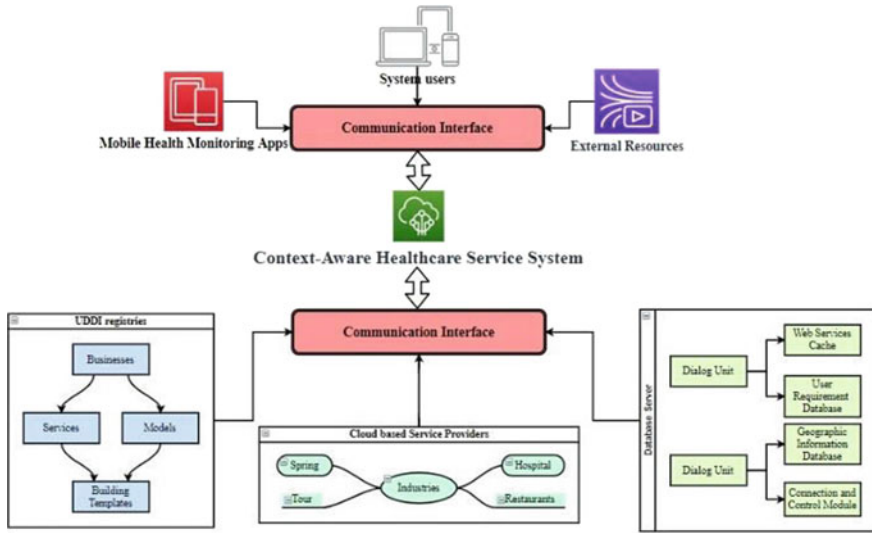 System users
Mobile Health Monitoring Apps
Communication Interface
External Resources
Context-Aware Healthcare Service System
Communication Interface
UDDI registries
Businesses
Services
Models
Building
Templates
Cloud based Service Providers
Spring
Hospital
Industries
Tour
Restaurants
Database Server
Dialog Unit
Web Services
Cache
User
Requirement
Database
Dialog Unit
Geographic
Information
Database
Connection and
Control Module